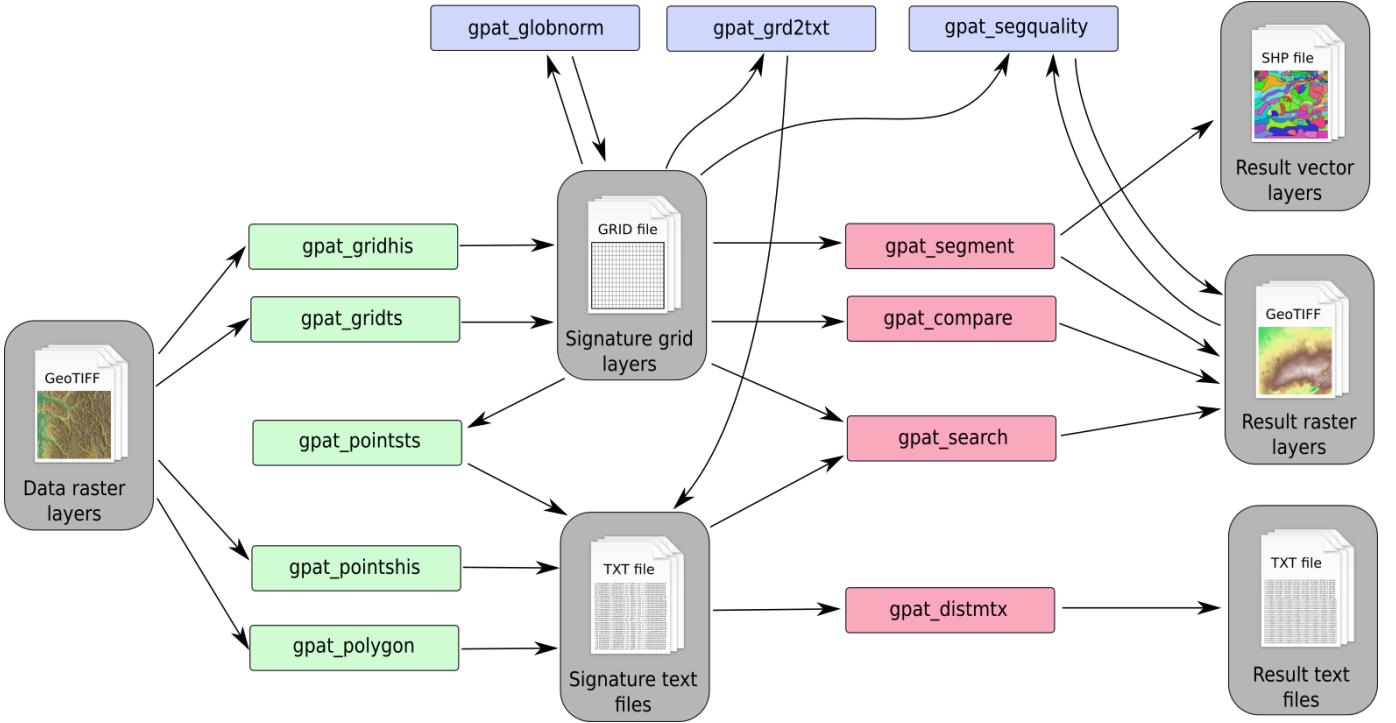 gpat_globnorm
gpat_grd2txt
gpat_segquality
SHP file
Result vector
layers
gpat_gridhis
gpat_gridts
GRID file
Signature grid
layers
gpat_segment
gpat_compare
GeoTIFF
Result raster
layers
GeoTIFF
Data raster
layers
gpat_pointsts
gpat_search
gpat_pointshis
gpat_polygon
TXT file
Signature text
files
gpat_distmtx
TXT file
Result text
files